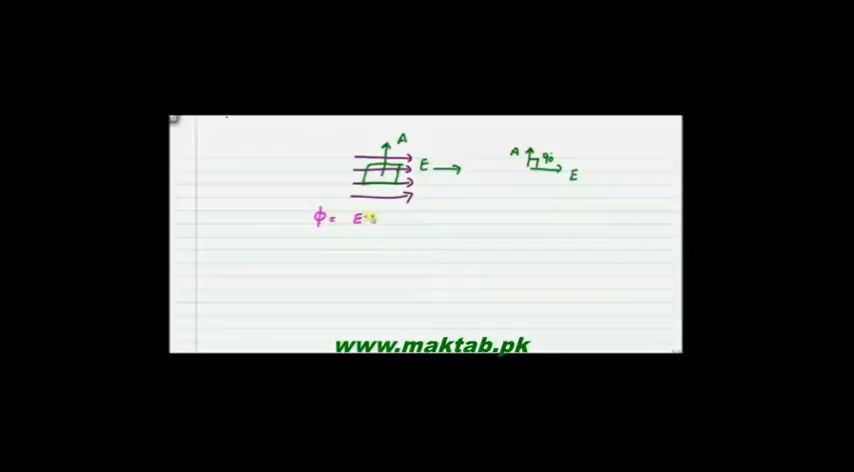 A
E
A 90
E
φ = E
www.maktab.pk